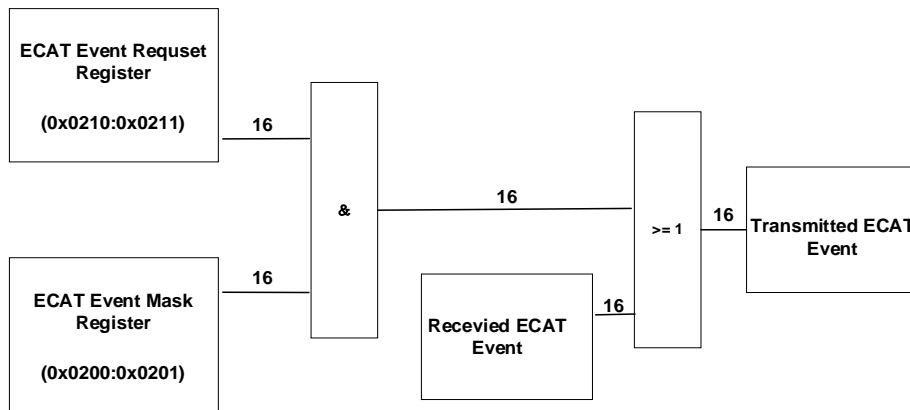 ECAT Event Requset
Register
(0x0210:0x0211)
16
&
16
>= 1
16
Transmitted ECAT
Event
ECAT Event Mask
Register
(0x0200:0x0201)
16
Recevied ECAT
Event
16